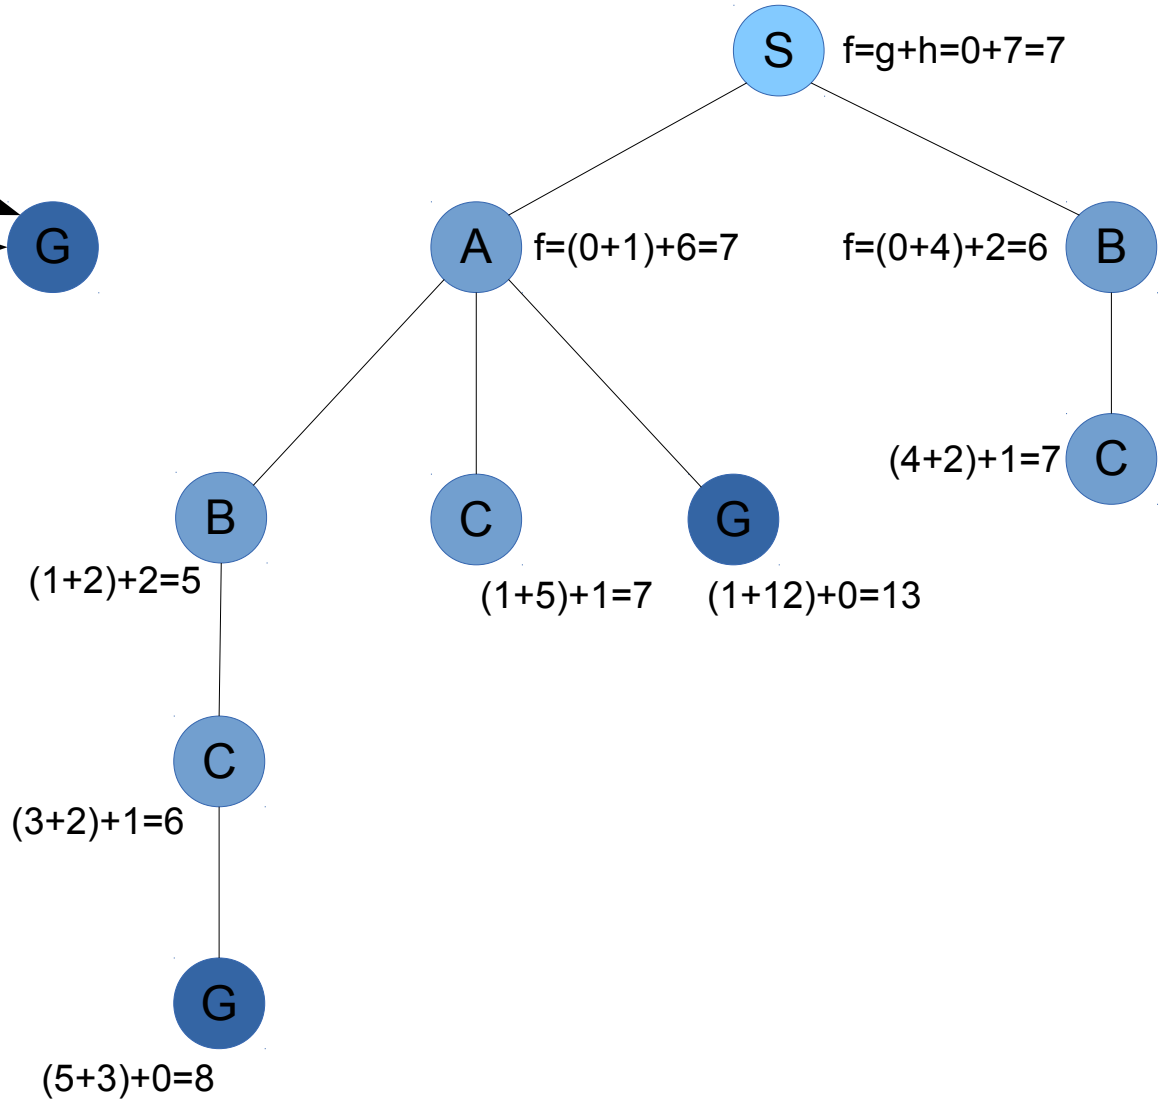 S f=g+h=0+7=7
G
A f=(0+1)+6=7
f=(0+4)+2=6 B
(4+2)+1=7 C
B
C
G
(1+2)+2=5
(1+5)+1=7
(1+12)+0=13
C
(3+2)+1=6
G
(5+3)+0=8